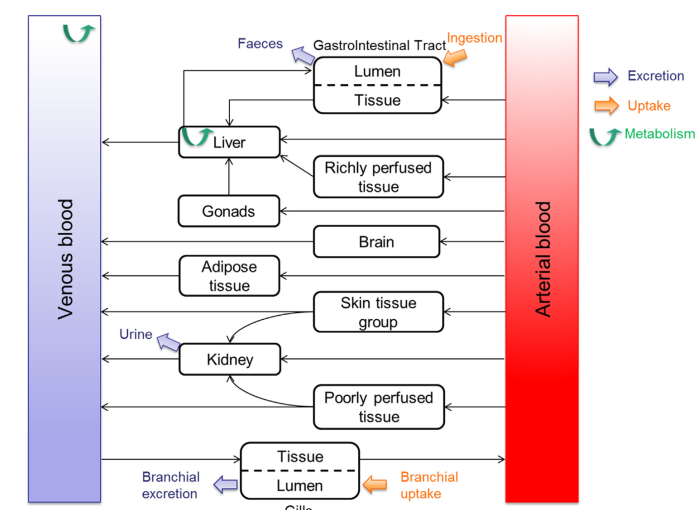 Faeces
GastroIntestinal Tract
Ingestion
Lumen
Tissue
Excretion
Uptake
Metabolism
Liver
Richly perfused
tissue
Gonads
Brain
Venous blood
Arterial blood
Adipose
tissue
Skin tissue
group
Urine
Kidney
Poorly perfused
tissue
Tissue
Lumen
Branchial
excretion
Branchial
uptake
Gills